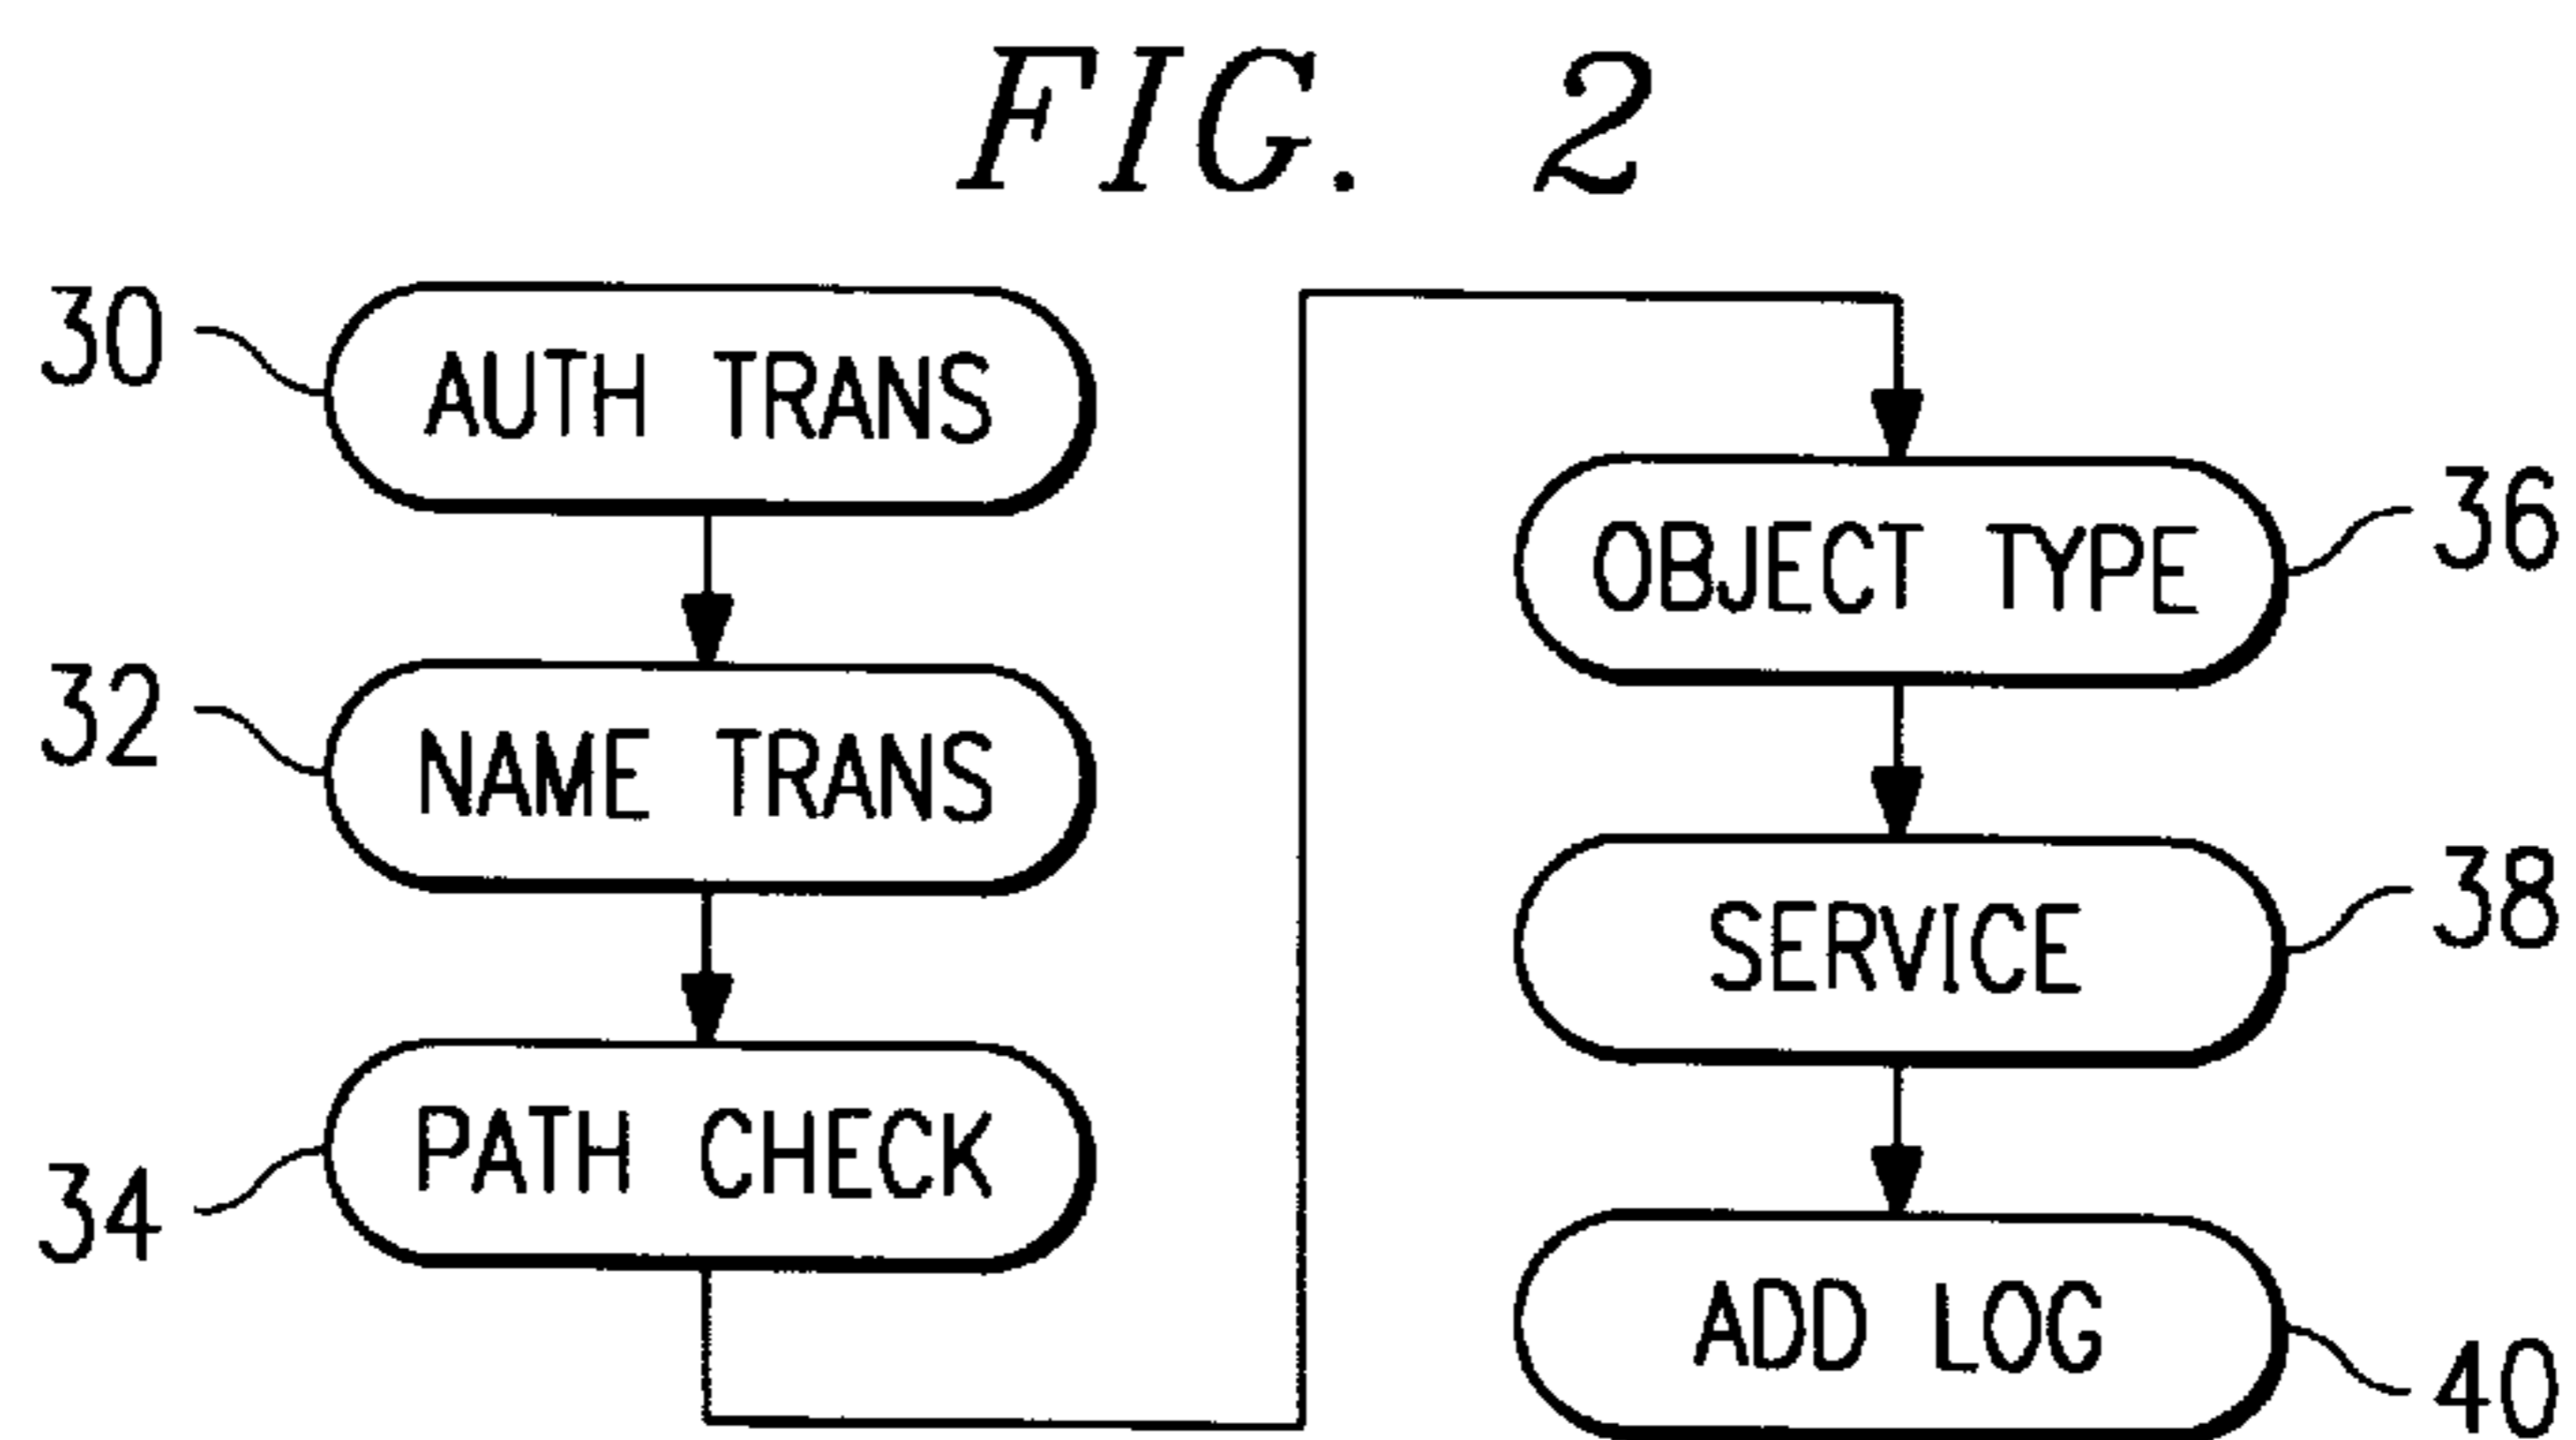 FIG. 2
30
AUTH TRANS
32
NAME TRANS
34
PATH CHECK
36
OBJECT TYPE
38
SERVICE
40
ADD LOG